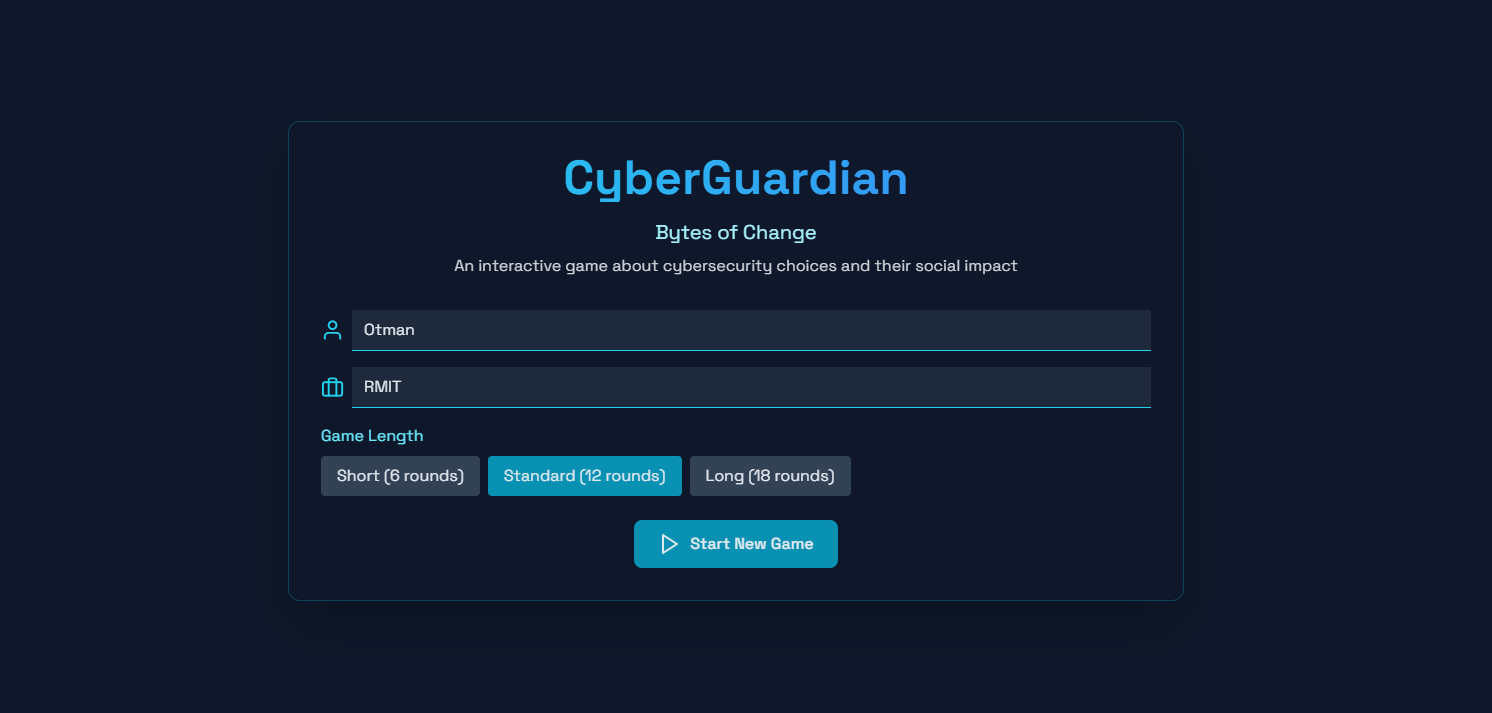 CyberGuardian
Bytes of Change
An interactive game about cybersecurity choices and their social impact
Otman
RMIT
Game Length
Short (6 rounds) Standard (12 rounds) Long (18 rounds)
Start New Game